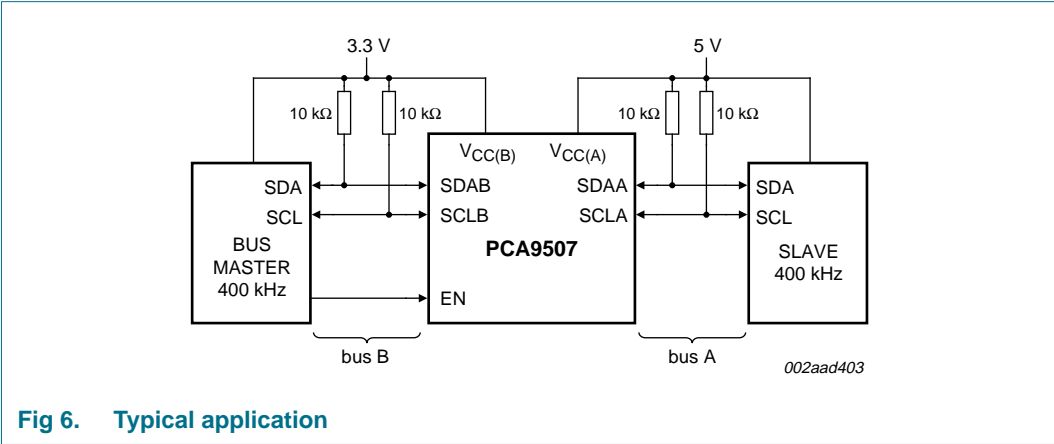 3.3 V
5 V
10 kΩ
10 kΩ
10 kΩ
10 kΩ
VCC(B)
VCC(A)
SDA
SDAB
SDAA
SDA
SCL
SCLB
SCLA
SCL
BUS
MASTER
400 kHz
PCA9507
SLAVE
400 kHz
EN
bus B
bus A
002aad403
Fig 6. Typical application